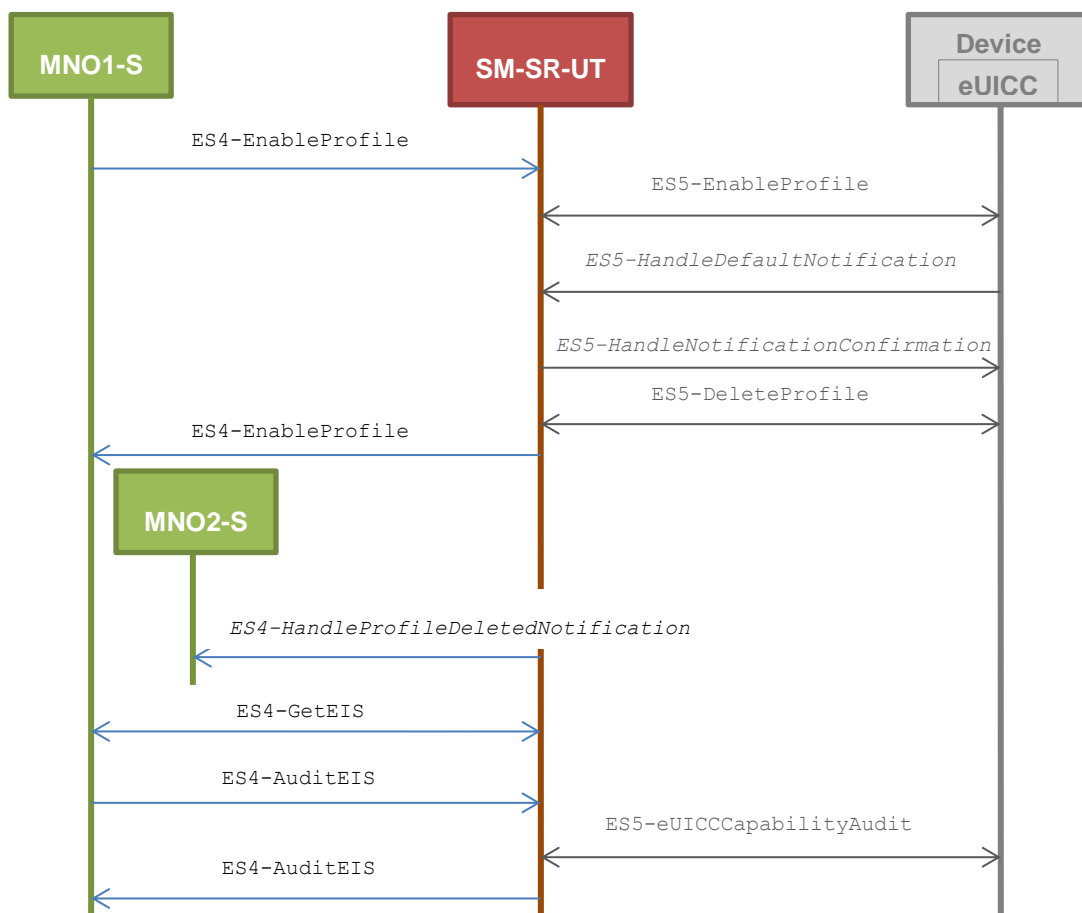 MNO1-S
SM-SR-UT
Device
eUICC
ES4-EnableProfile
ES5-EnableProfile
ES5-HandleDefaultNotification
ES5-HandleNotificationConfirmation
ES5-DeleteProfile
ES4-EnableProfile
MNO2-S
ES4-HandleProfileDeletedNotification
ES4-GetEIS
ES4-AuditEIS
ES5-eUICCCapabilityAudit
ES4-AuditEIS